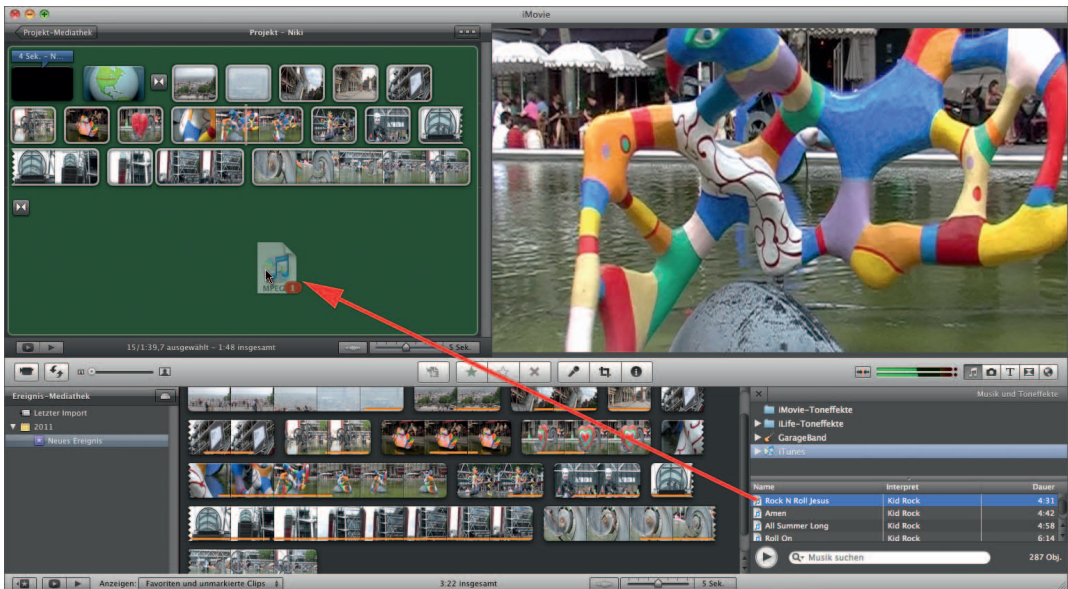 iMovie
Projekt-Mediathek
Projekt – Niki
4 Sek. – N...
MPEG
1
15/1:39,7 ausgewählt – 1:48 insgesamt
5 Sek.
Ereignis-Mediathek
Letzter Import
2011
Neues Ereignis
Musik und Toneffekte
iMovie-Toneffekte
iLife-Toneffekte
GarageBand
iTunes
Name Interpret Dauer
Rock N Roll Jesus Kid Rock 4:31
Amen Kid Rock 4:42
All Summer Long Kid Rock 4:58
Roll On Kid Rock 6:14
Musik suchen
287 Obj.
Anzeigen: Favoriten und unmarkierte Clips
3:22 insgesamt
5 Sek.